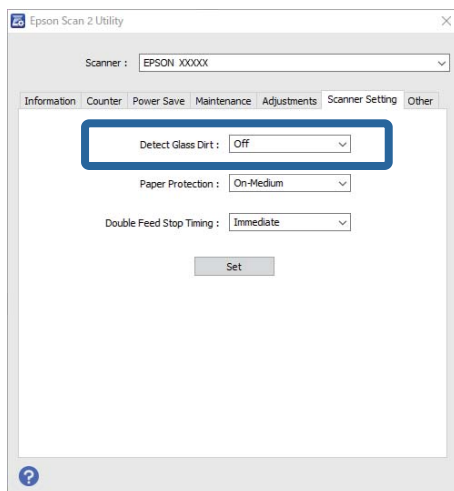 Epson Scan 2 Utility
Scanner : EPSON XXXXX
Information Counter Power Save Maintenance Adjustments Scanner Setting Other
Detect Glass Dirt : Off
Paper Protection : On-Medium
Double Feed Stop Timing : Immediate
Set
?